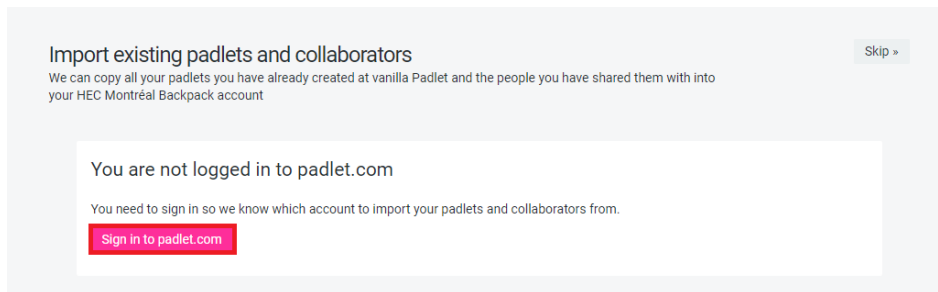 Import existing padlets and collaborators
Skip »
We can copy all your padlets you have already created at vanilla Padlet and the people you have shared them with into
your HEC Montréal Backpack account
You are not logged in to padlet.com
You need to sign in so we know which account to import your padlets and collaborators from.
Sign in to padlet.com